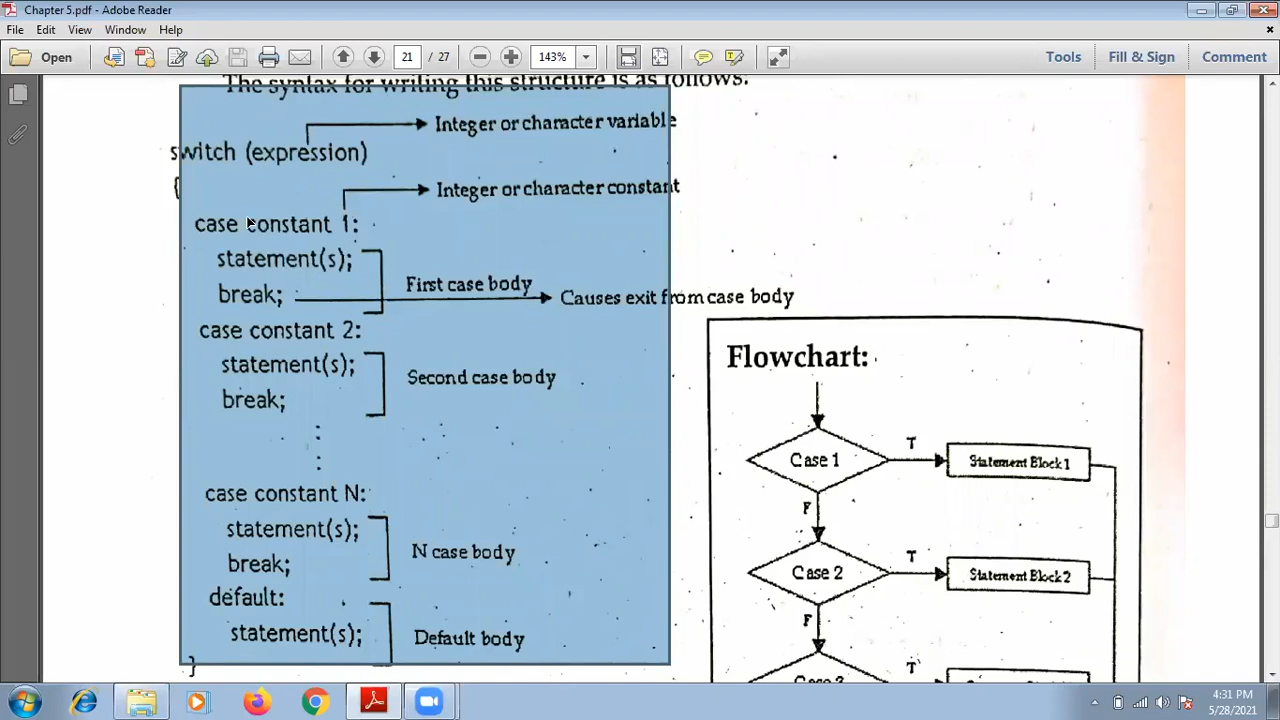 Chapter 5.pdf - Adobe Reader
File Edit View Window Help
Open 21 / 27 143% Tools Fill & Sign Comment
The syntax for writing this structure is as follows.
Integer or character variable
switch (expression)
{
Integer or character constant
case constant 1:
statement(s);
First case body
break;
Causes exit from case body
case constant 2:
statement(s);
Second case body
break;
:
case constant N:
statement(s);
N case body
break;
default:
statement(s);
Default body
}
Flowchart:
Case 1
T
Statement Block1
F
Case 2
T
Statement Block2
F
T
4:31 PM
5/28/2021